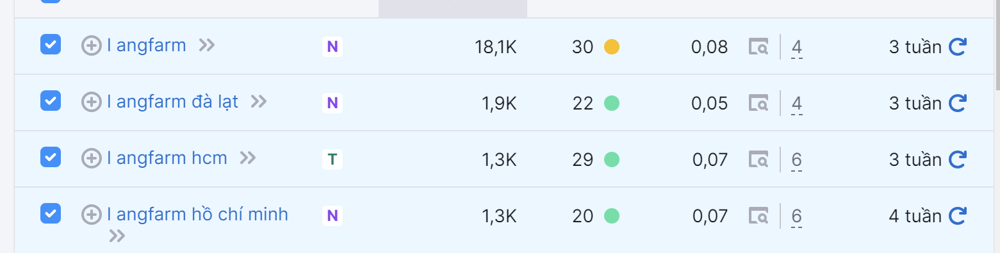 l angfarm N 18,1K 30 0,08 4 3 tuần
l angfarm đà lạt N 1,9K 22 0,05 4 3 tuần
l angfarm hcm T 1,3K 29 0,07 6 3 tuần
l angfarm hồ chí minh N 1,3K 20 0,07 6 4 tuần